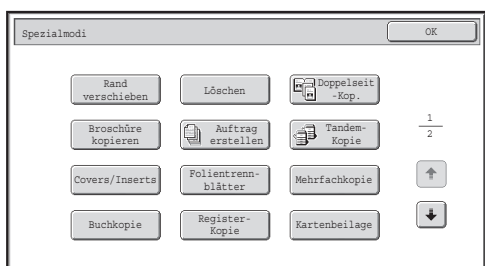 Spezialmodi
OK
Rand
verschieben
Löschen
Doppelseit
-Kop.
Broschüre
kopieren
Auftrag
erstellen
Tandem-
Kopie
1
2
Covers/Inserts
Folientrenn-
blätter
Mehrfachkopie
Buchkopie
Register-
Kopie
Kartenbeilage